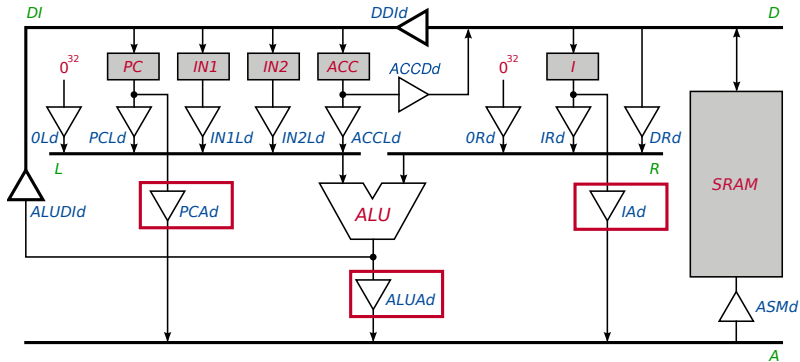 DI DDId D
0³² PC IN1 IN2 ACC ACCDd 0³² I
0Ld PCLd IN1Ld IN2Ld ACCLd 0Rd IRd DRd
L R
SRAM
ALUDId PCAd ALU IAd
ALUAd ASMd
A